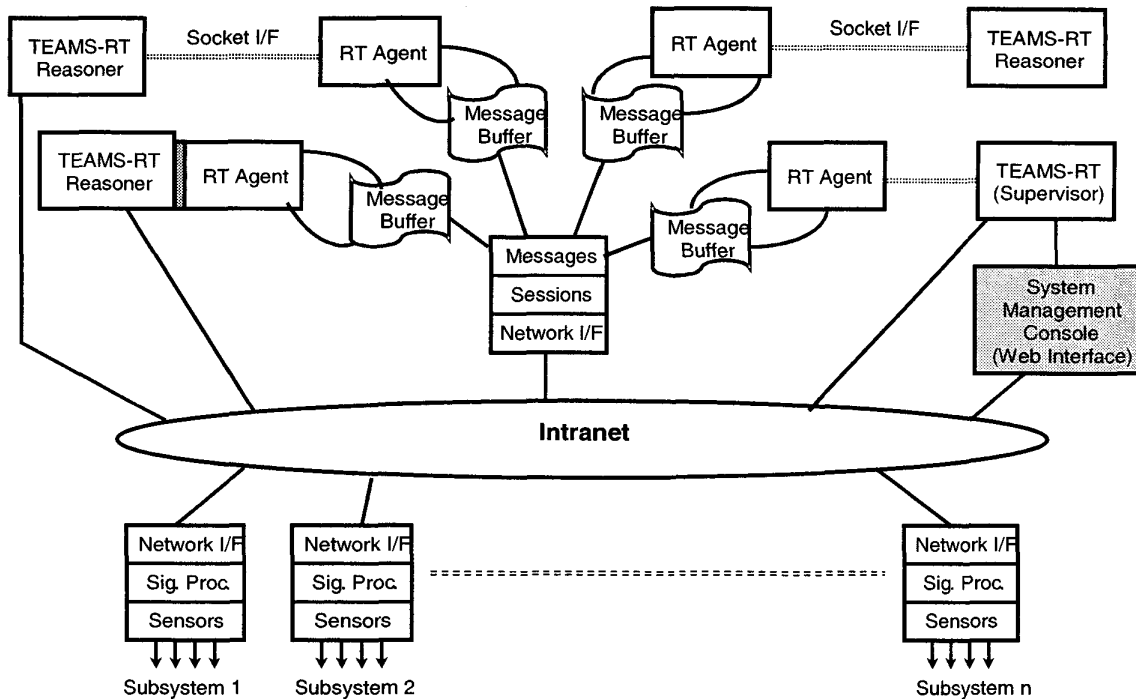 TEAMS-RT
Reasoner
Socket I/F
RT Agent
RT Agent
Socket I/F
TEAMS-RT
Reasoner
Message
Buffer
Message
Buffer
TEAMS-RT
Reasoner
RT Agent
Message
Buffer
Message
Buffer
RT Agent
TEAMS-RT
(Supervisor)
Messages
Sessions
Network I/F
System
Management
Console
(Web Interface)
Intranet
Network I/F
Sig. Proc.
Sensors
Subsystem 1
Network I/F
Sig. Proc.
Sensors
Subsystem 2
Network I/F
Sig. Proc.
Sensors
Subsystem n